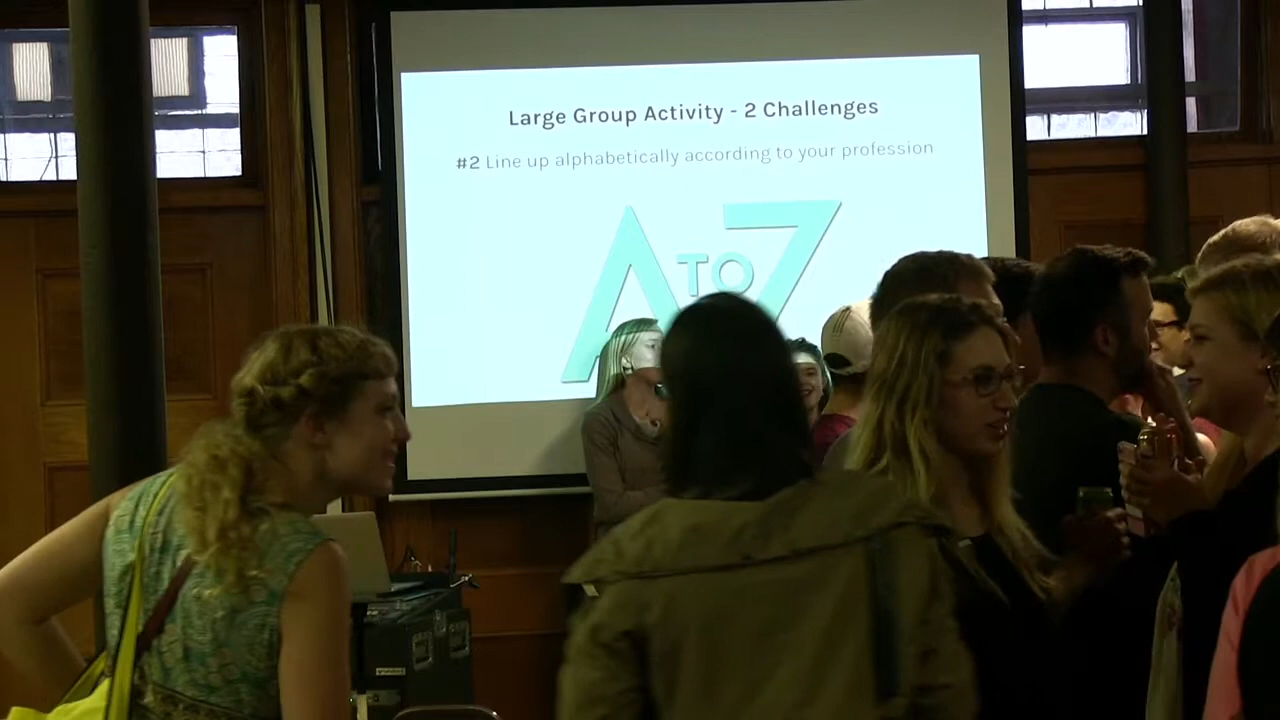 Large Group Activity - 2 Challenges
#2 Line up alphabetically according to your profession
A TO Z